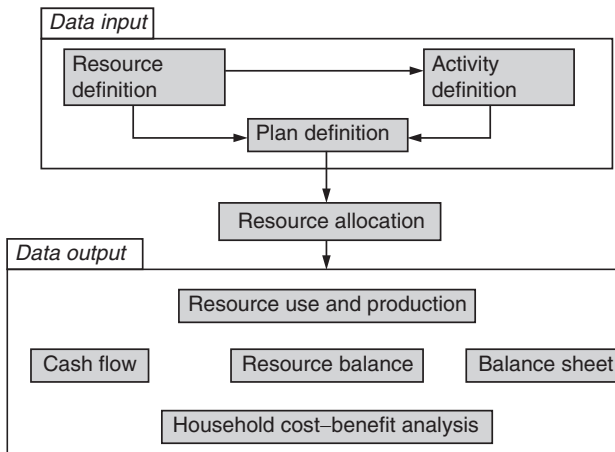 Data input
Resource
definition
Activity
definition
Plan definition
Resource allocation
Data output
Resource use and production
Cash flow
Resource balance
Balance sheet
Household cost–benefit analysis